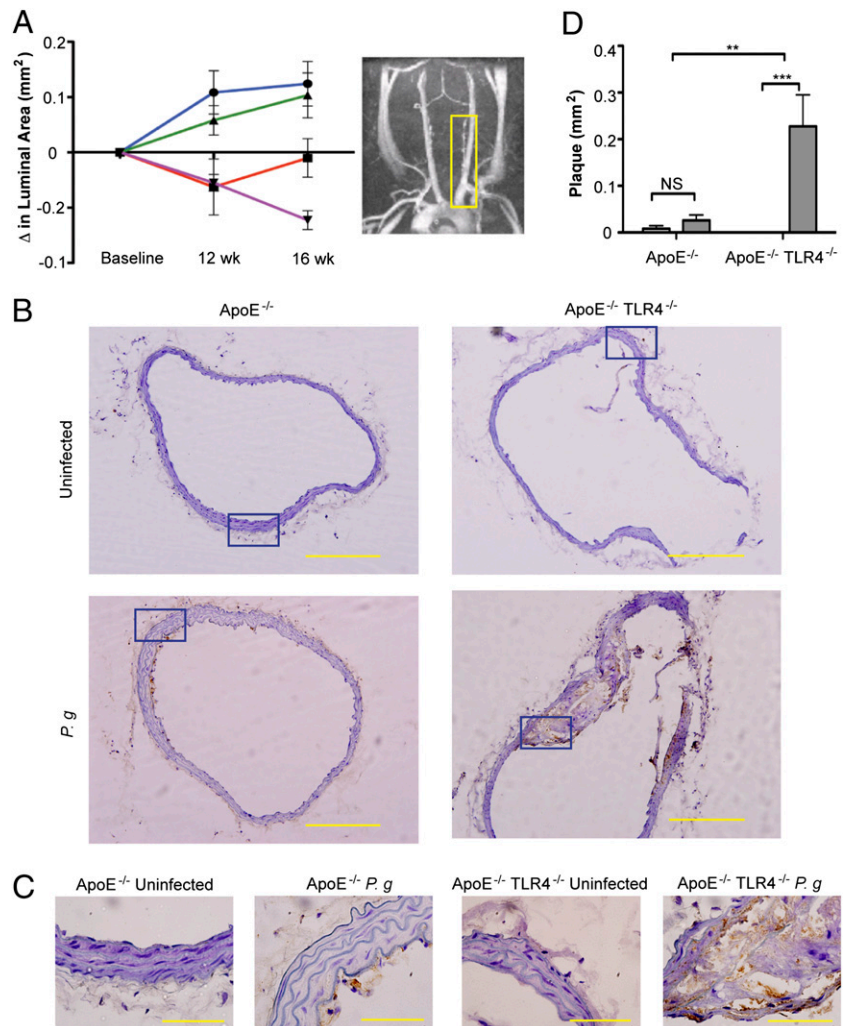 A
Δ in Luminal Area (mm²)
0.2
0.1
0
-0.2
-0.1
Baseline
12 wk
16 wk
D
Plaque (mm²)
0.4
0.3
0.2
0.1
0
**
***
NS
ApoE⁻/⁻
ApoE⁻/⁻ TLR4⁻/⁻
B
ApoE⁻/⁻
ApoE⁻/⁻ TLR4⁻/⁻
Uninfected
P. g
C
ApoE⁻/⁻ Uninfected
ApoE⁻/⁻ P. g
ApoE⁻/⁻ TLR4⁻/⁻ Uninfected
ApoE⁻/⁻ TLR4⁻/⁻ P. g